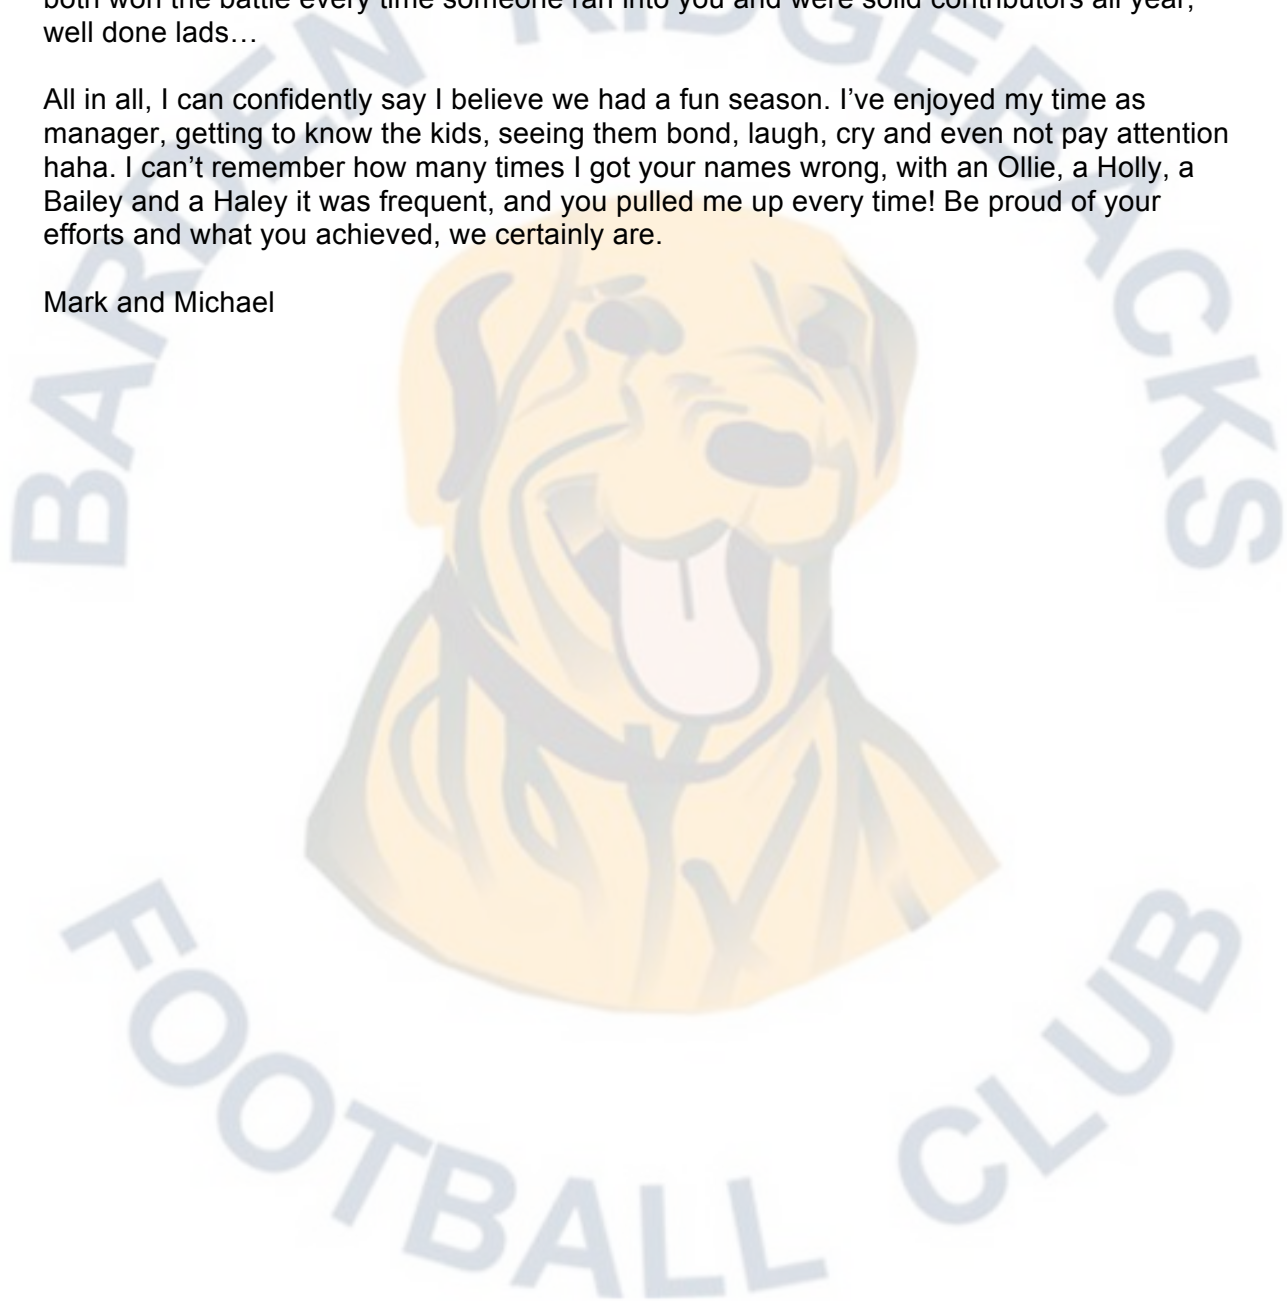 both won the battle every time someone ran into you and were solid contributors all year,
well done lads…
All in all, I can confidently say I believe we had a fun season. I’ve enjoyed my time as
manager, getting to know the kids, seeing them bond, laugh, cry and even not pay attention
haha. I can’t remember how many times I got your names wrong, with an Ollie, a Holly, a
Bailey and a Haley it was frequent, and you pulled me up every time! Be proud of your
efforts and what you achieved, we certainly are.
Mark and Michael
BARDEN RIDGEBACKS
FOOTBALL CLUB